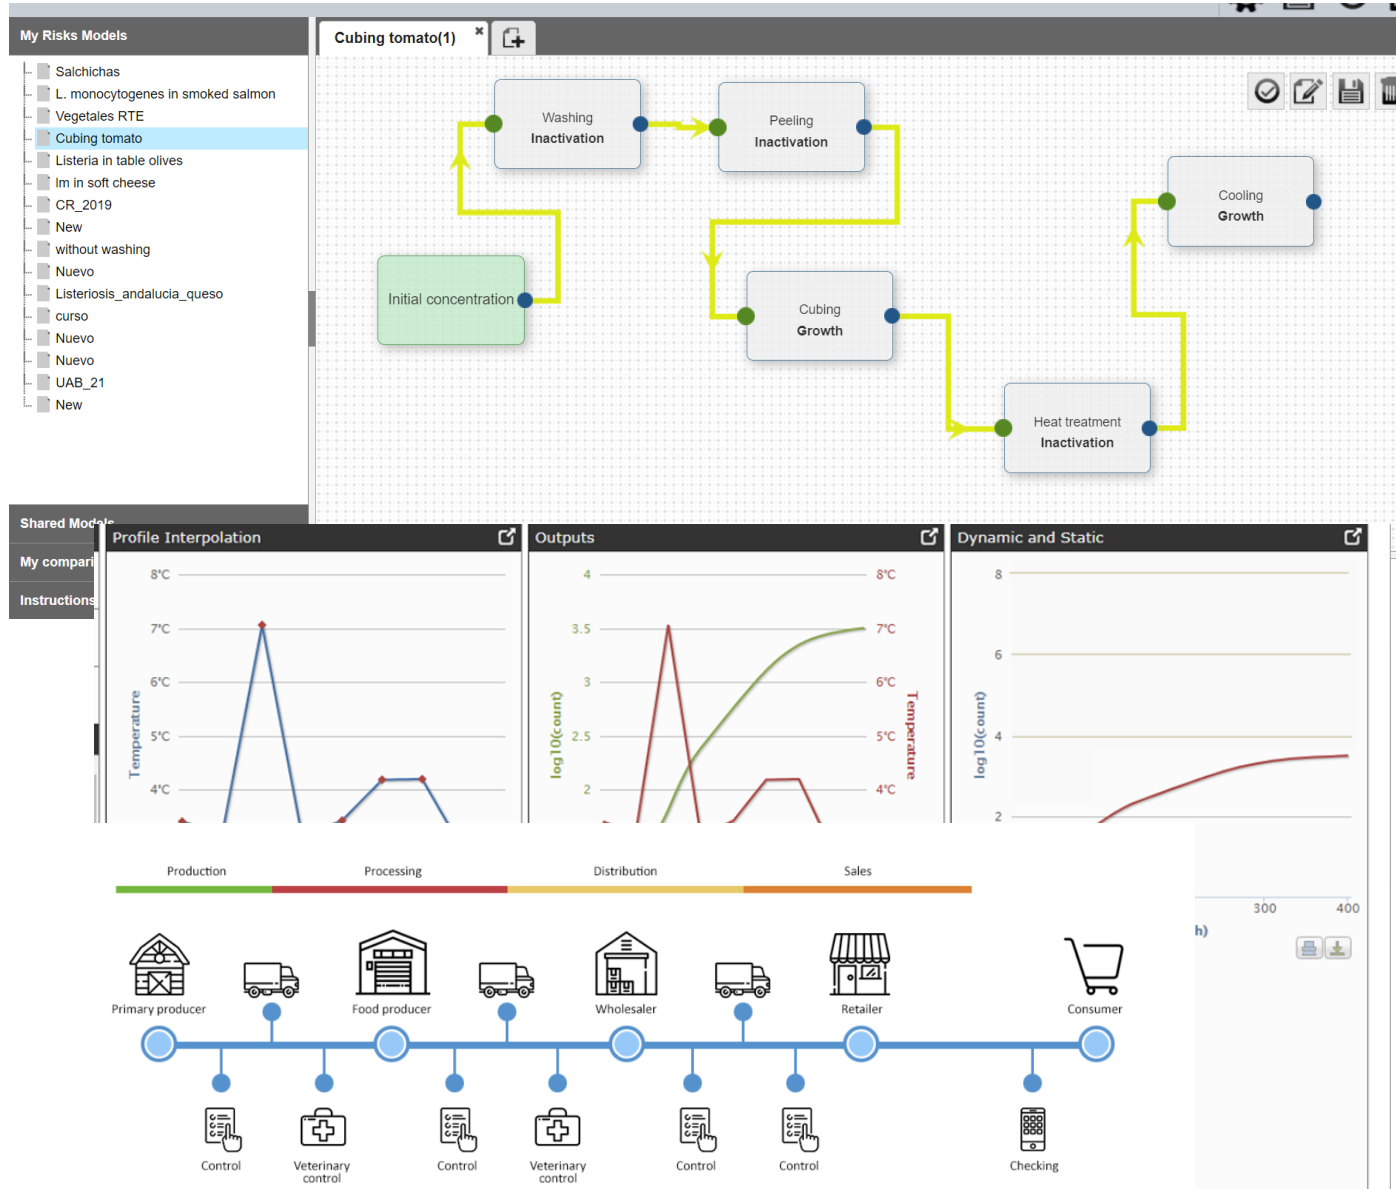 My Risks Models
Cubing tomato(1)
Salchichas
L. monocytogenes in smoked salmon
Vegetales RTE
Cubing tomato
Listeria in table olives
lm in soft cheese
CR_2019
New
without washing
Nuevo
Listeriosis_andalucia_queso
curso
Nuevo
Nuevo
UAB_21
New
Shared Models
My compari
Instructions
Initial concentration
Washing
Inactivation
Peeling
Inactivation
Cubing
Growth
Heat treatment
Inactivation
Cooling
Growth
Profile Interpolation
8°C
7°C
6°C
5°C
4°C
Temperature
Outputs
4
3.5
3
2.5
2
log10(count)
8°C
7°C
6°C
5°C
4°C
Temperature
Dynamic and Static
8
6
4
2
log10(count)
300
400
h)
Production
Processing
Distribution
Sales
Primary producer
Food producer
Wholesaler
Retailer
Consumer
Control
Veterinary
control
Control
Veterinary
control
Control
Control
Checking